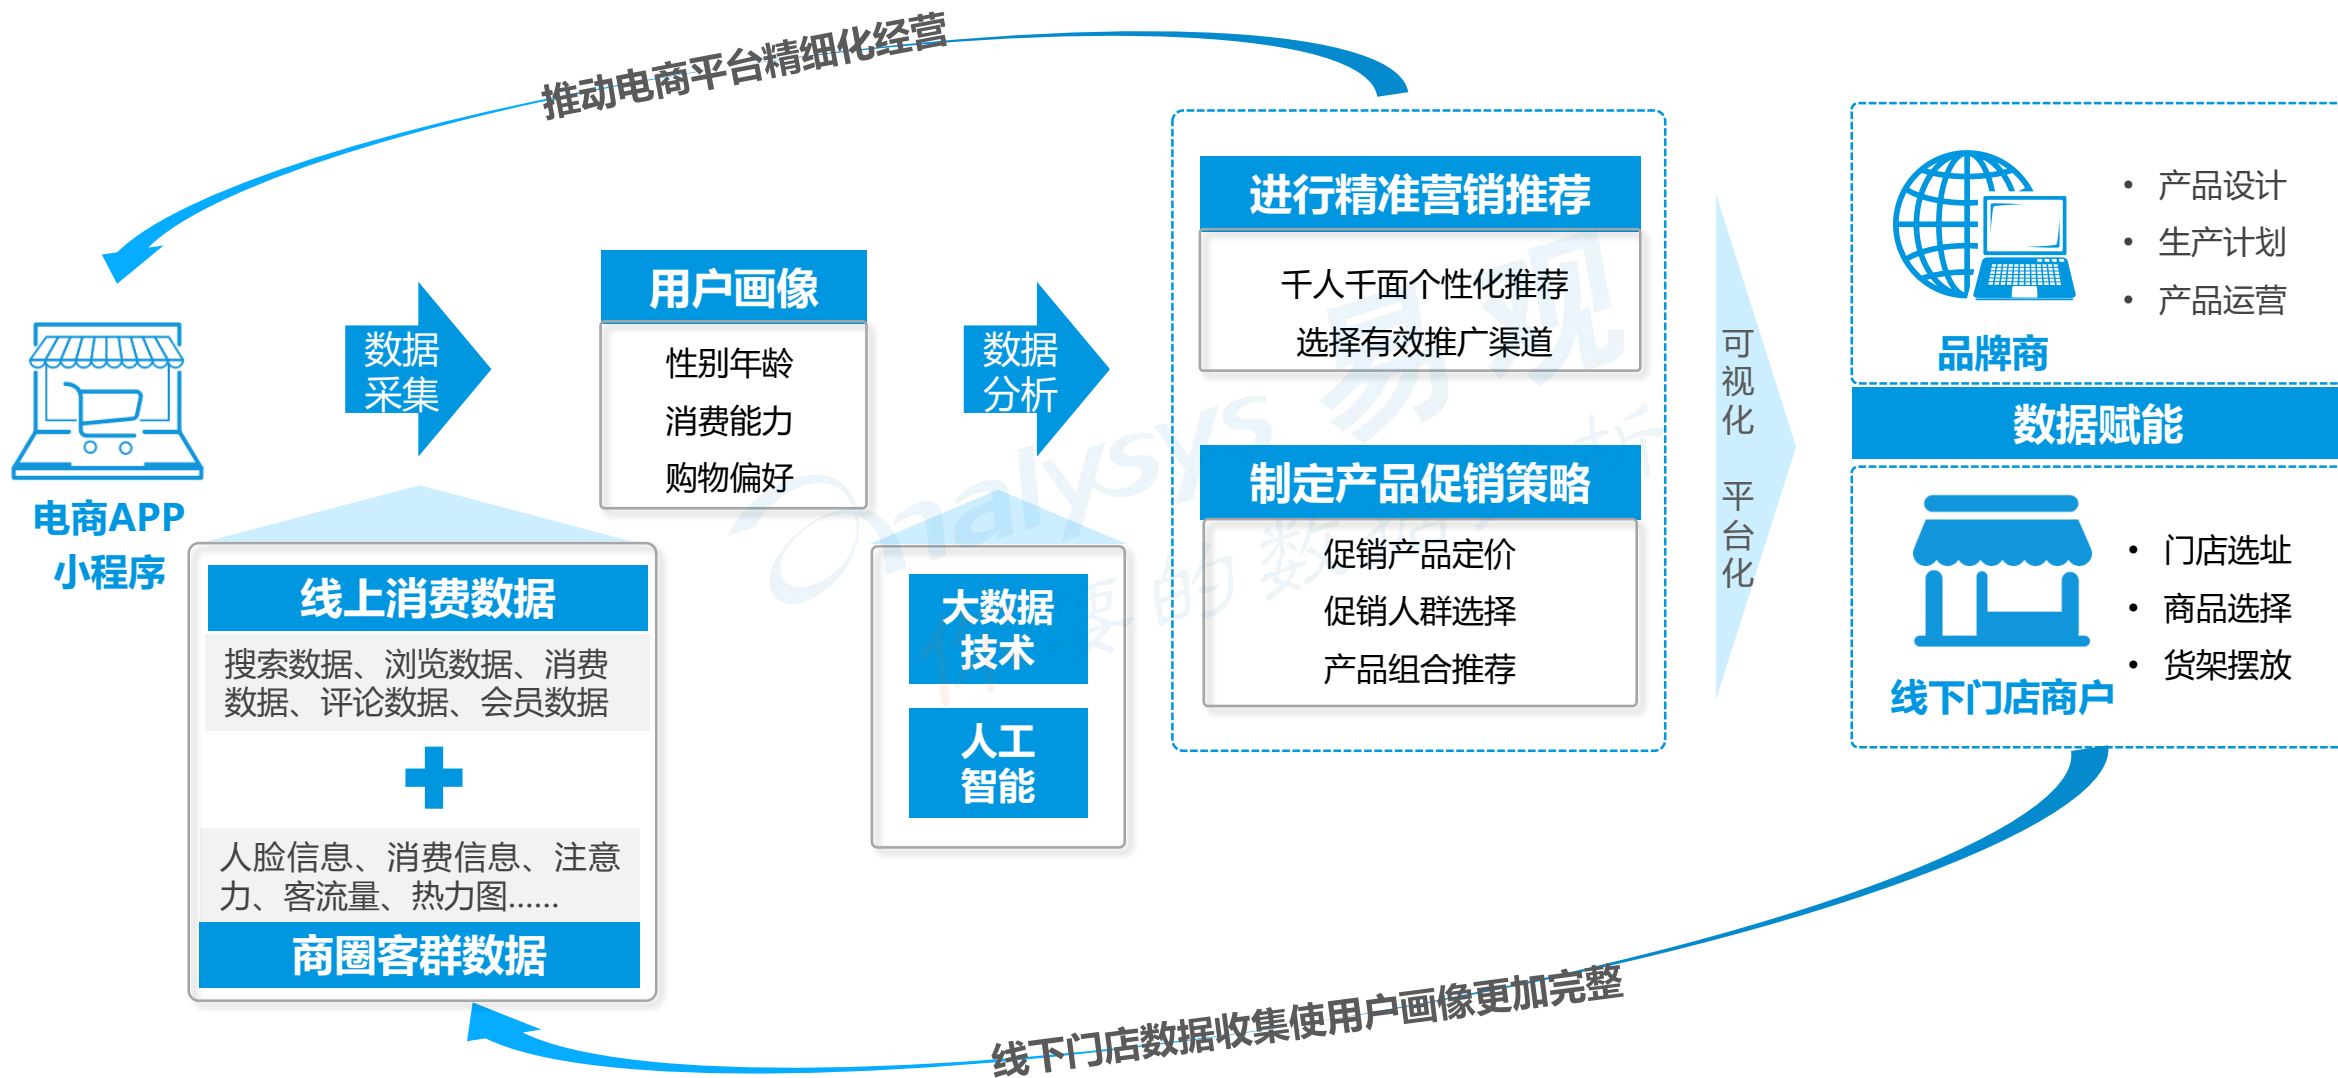 推动电商平台精细化经营
电商APP
小程序
数据
采集
线上消费数据
搜索数据、浏览数据、消费
数据、评论数据、会员数据
人脸信息、消费信息、注意
力、客流量、热力图……
商圈客群数据
用户画像
性别年龄
消费能力
购物偏好
数据
分析
大数据
技术
人工
智能
进行精准营销推荐
千人千面个性化推荐
选择有效推广渠道
制定产品促销策略
促销产品定价
促销人群选择
产品组合推荐
可视化 平台化
品牌商
• 产品设计
• 生产计划
• 产品运营
数据赋能
线下门店商户
• 门店选址
• 商品选择
• 货架摆放
线下门店数据收集使用户画像更加完整
analysys 易观
你要的数据分析